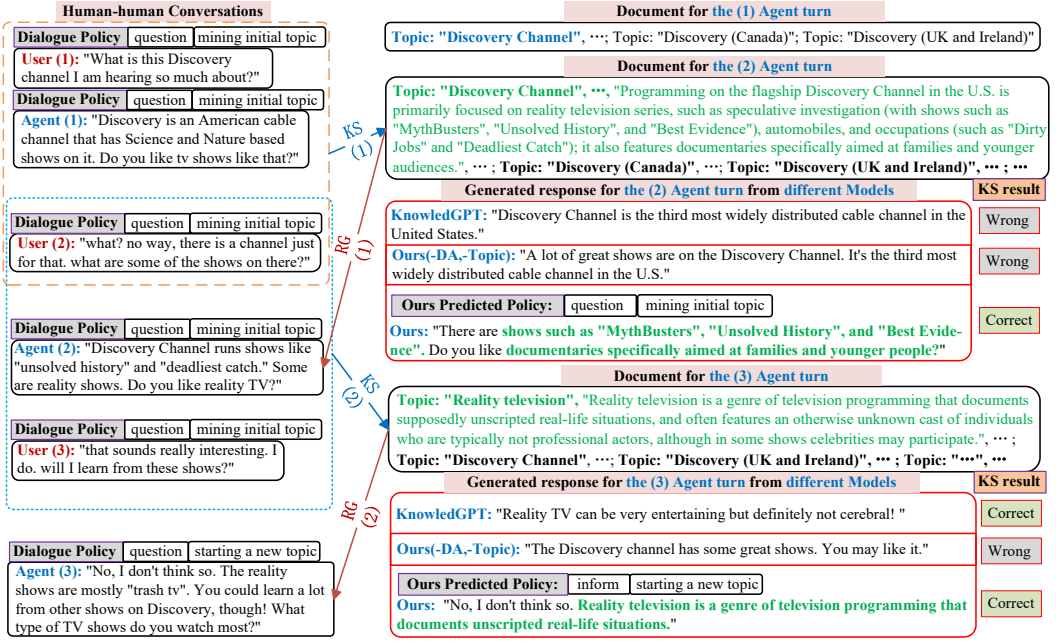 Human-human Conversations
Dialogue Policy question mining initial topic
User (1): "What is this Discovery
channel I am hearing so much about?"
Dialogue Policy question mining initial topic
Agent (1): "Discovery is an American cable
channel that has Science and Nature based
shows on it. Do you like tv shows like that?"
Dialogue Policy question mining initial topic
User (2): "what? no way, there is a channel just
for that. what are some of the shows on there?"
Dialogue Policy question mining initial topic
Agent (2): "Discovery Channel runs shows like
"unsolved history" and "deadliest catch." Some
are reality shows. Do you like reality TV?"
Dialogue Policy question mining initial topic
User (3): "that sounds really interesting. I
do. will I learn from these shows?"
Dialogue Policy question starting a new topic
Agent (3): "No, I don't think so. The reality
shows are mostly "trash tv". You could learn a lot
from other shows on Discovery, though! What
type of TV shows do you watch most?"
KS
(1)
RG
(1)
KS
(2)
RG
(2)
Document for the (1) Agent turn
Topic: "Discovery Channel", ···; Topic: "Discovery (Canada)"; Topic: "Discovery (UK and Ireland)"
Document for the (2) Agent turn
Topic: "Discovery Channel", ···, "Programming on the flagship Discovery Channel in the U.S. is
primarily focused on reality television series, such as speculative investigation (with shows such as
"MythBusters", "Unsolved History", and "Best Evidence"), automobiles, and occupations (such as "Dirty
Jobs" and "Deadliest Catch"); it also features documentaries specifically aimed at families and younger
audiences.", ··· ; Topic: "Discovery (Canada)", ···; Topic: "Discovery (UK and Ireland)", ··· ; ···
Generated response for the (2) Agent turn from different Models
KS result
KnowledGPT: "Discovery Channel is the third most widely distributed cable channel in the
United States."
Wrong
Ours(-DA,-Topic): "A lot of great shows are on the Discovery Channel. It's the third most
widely distributed cable channel in the U.S."
Wrong
Ours Predicted Policy: question mining initial topic
Ours: "There are shows such as "MythBusters", "Unsolved History", and "Best Evide-
nce". Do you like documentaries specifically aimed at families and younger people?"
Correct
Document for the (3) Agent turn
Topic: "Reality television", "Reality television is a genre of television programming that documents
supposedly unscripted real-life situations, and often features an otherwise unknown cast of individuals
who are typically not professional actors, although in some shows celebrities may participate.", ··· ;
Topic: "Discovery Channel", ···; Topic: "Discovery (UK and Ireland)", ··· ; Topic: "···", ···
Generated response for the (3) Agent turn from different Models
KS result
KnowledGPT: "Reality TV can be very entertaining but definitely not cerebral! "
Correct
Ours(-DA,-Topic): "The Discovery channel has some great shows. You may like it."
Wrong
Ours Predicted Policy: inform starting a new topic
Ours: "No, I don't think so. Reality television is a genre of television programming that
documents unscripted real-life situations."
Correct